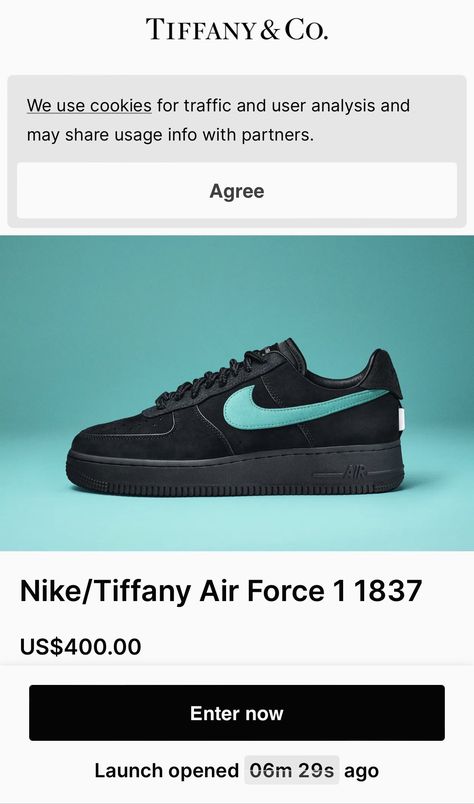 TIFFANY & CO.
We use cookies for traffic and user analysis and
may share usage info with partners.
Agree
AIR
Nike/Tiffany Air Force 1 1837
US$400.00
Enter now
Launch opened 06m 29s ago